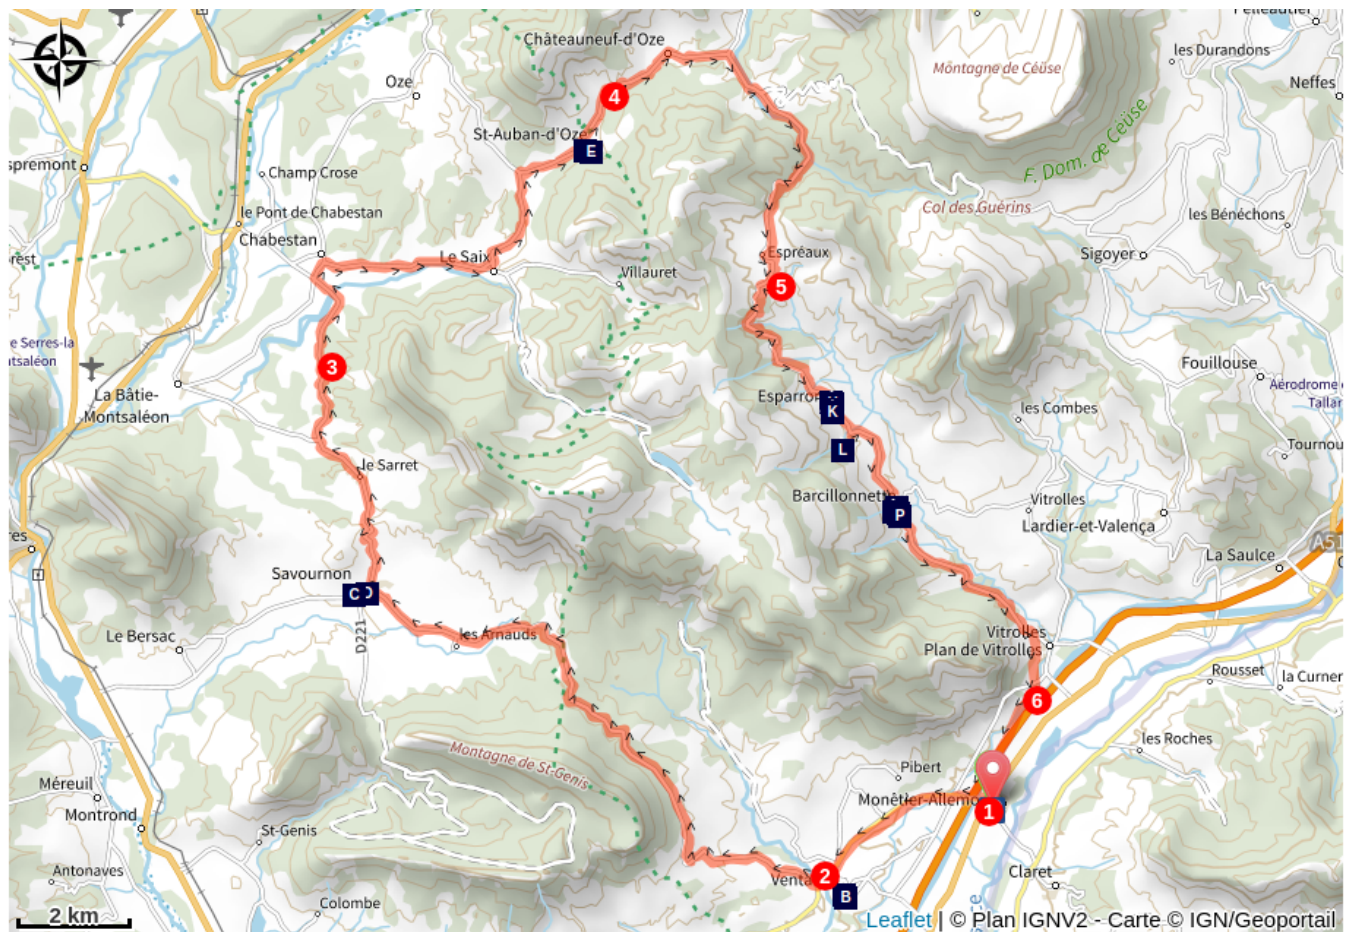 Châteauneuf-d'Oze
les Durandons
Montagne de Céüse
Oze
Neffes
4
St-Auban-d'Oze
E
F. Dom. de Céüse
spremont
Champ Crose
le Pont de Chabestan
Col des Guérins
les Bénéchons
Chabestan
Espréaux
Sigoyer
Le Saix
Villauret
5
e Serres-la
ntsaléon
3
Fouillouse
La Bâtie-
Montsaléon
Esparron
K
les Combes
Aérodrome
Tallar
L
Tournou
le Sarret
Barcillonnette
P
Vitrolles
Lardier-et-Valença
A51
res
La Saulce
Savournon
C D
D221
les Arnauds
Le Bersac
Vitrolles
Plan de Vitrolles
Rousset
la Curner
6
les Roches
Montagne de St-Genis
Pibert
Méreuil
Monêtier-Allemo
1
Montrond
St-Genis
Antonaves
Venta
2
B
Claret
Colombe
2 km
Leaflet | © Plan IGNV2 - Carte © IGN/Geoportail